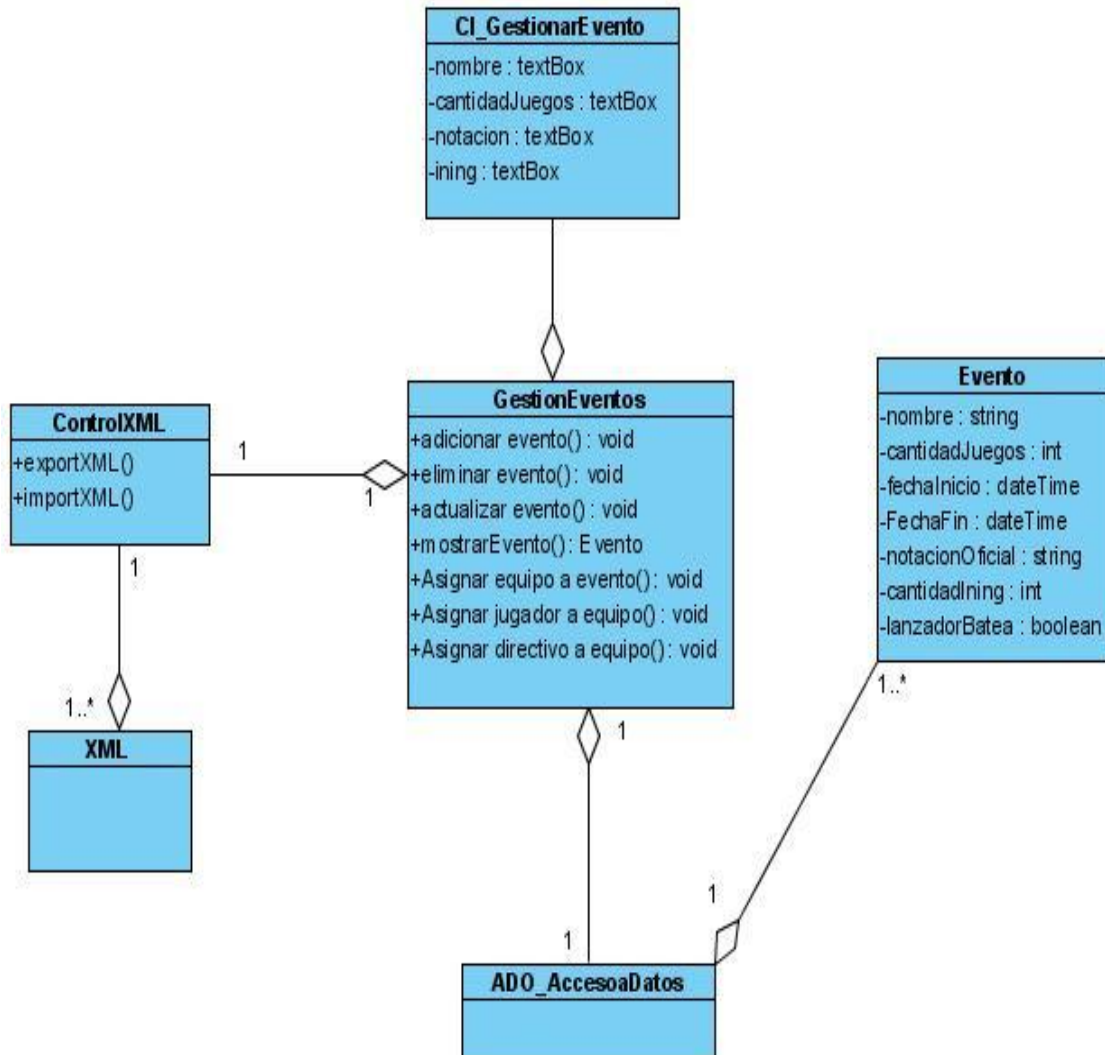 CI_GestionarEvento
-nombre : textBox
-cantidadJuegos : textBox
-notacion : textBox
-ining : textBox
GestionEventos
+adicionar evento() : void
+eliminar evento() : void
+actualizar evento() : void
+mostrarEvento() : Evento
+Asignar equipo a evento() : void
+Asignar jugador a equipo() : void
+Asignar directivo a equipo() : void
Evento
-nombre : string
-cantidadJuegos : int
-fechaInicio : dateTime
-FechaFin : dateTime
-notacionOficial : string
-cantidadIning : int
-lanzadorBatea : boolean
ControlXML
+exportXML()
+importXML()
1
1
1
1..*
XML
1
1
1..*
1
ADO_AccesoaDatos